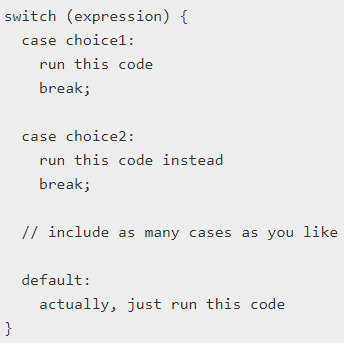 switch (expression) {
  case choice1:
    run this code
    break;

  case choice2:
    run this code instead
    break;

  // include as many cases as you like

  default:
    actually, just run this code
}